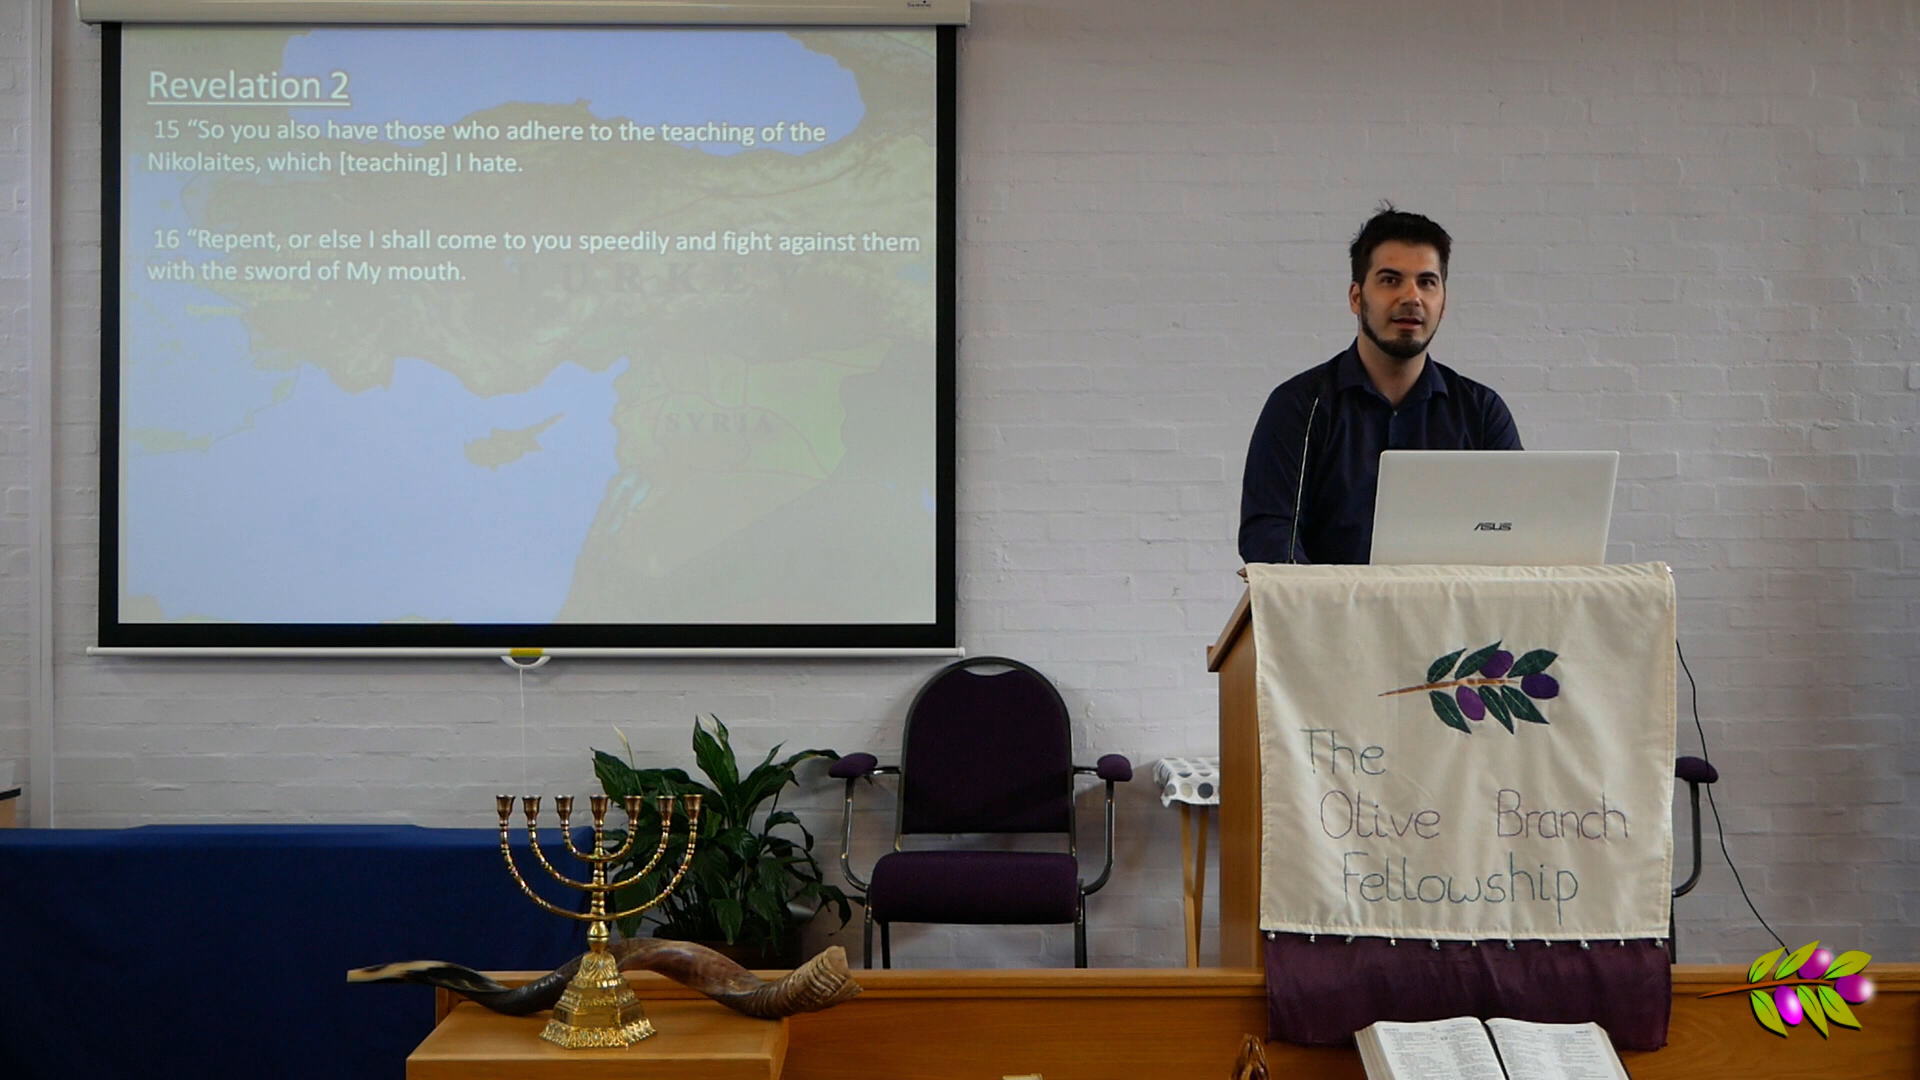 Revelation 2
15 “So you also have those who adhere to the teaching of the
Nikolaites, which [teaching] I hate.
16 “Repent, or else I shall come to you speedily and fight against them
with the sword of My mouth.
TURKEY
SYRIA
ASUS
The
Olive Branch
Fellowship